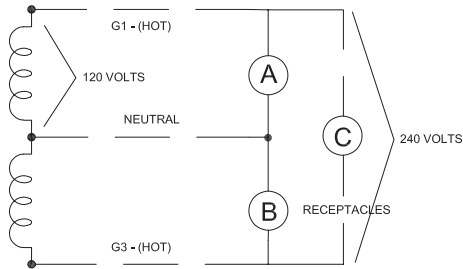 G1 - (HOT)
A
120 VOLTS
NEUTRAL
C
240 VOLTS
B
RECEPTACLES
G3 - (HOT)